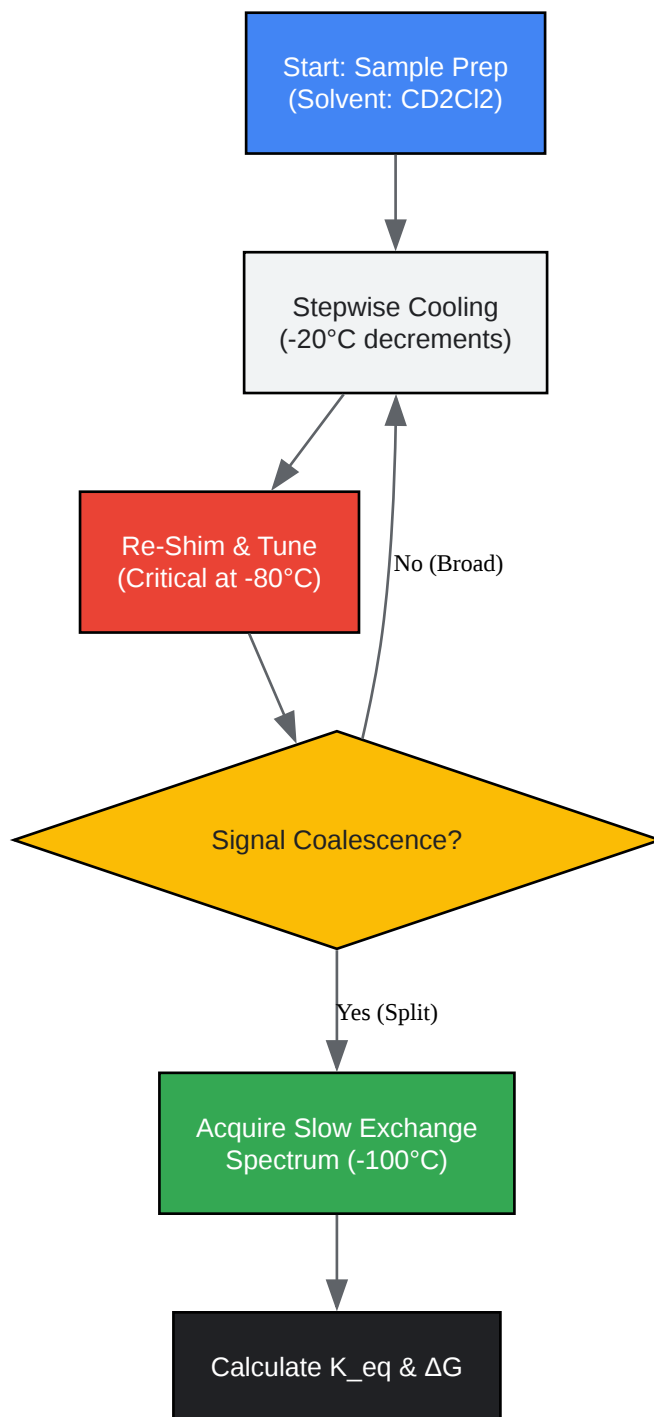 Start: Sample Prep
(Solvent: CD2Cl2)
Stepwise Cooling
(-20°C decrements)
Re-Shim & Tune
(Critical at -80°C)
No (Broad)
Signal Coalescence?
Yes (Split)
Acquire Slow Exchange
Spectrum (-100°C)
Calculate K_eq & ΔG